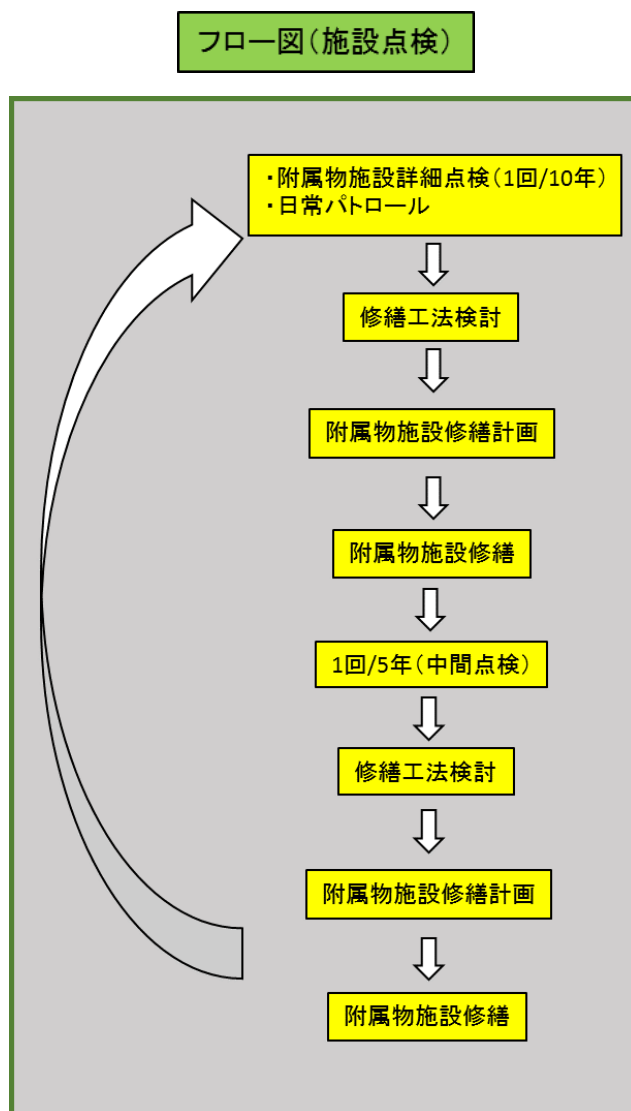 フロー図(施設点検)
・附属物施設詳細点検(1回/10年)
・日常パトロール
修繕工法検討
附属物施設修繕計画
附属物施設修繕
1回/5年(中間点検)
修繕工法検討
附属物施設修繕計画
附属物施設修繕